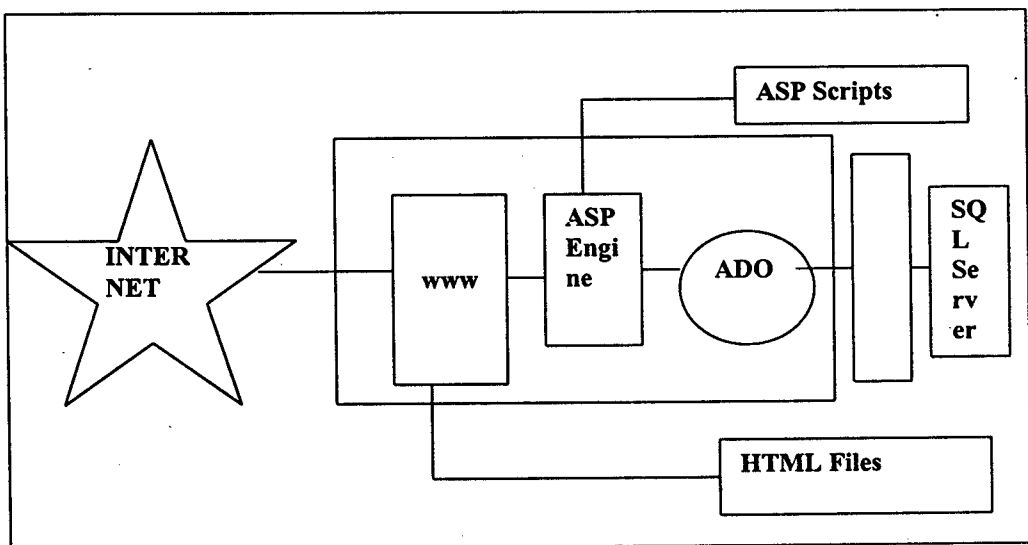 ASP Scripts
INTER
NET
www
ASP
Engi
ne
ADO
SQ
L
Se
rv
er
HTML Files